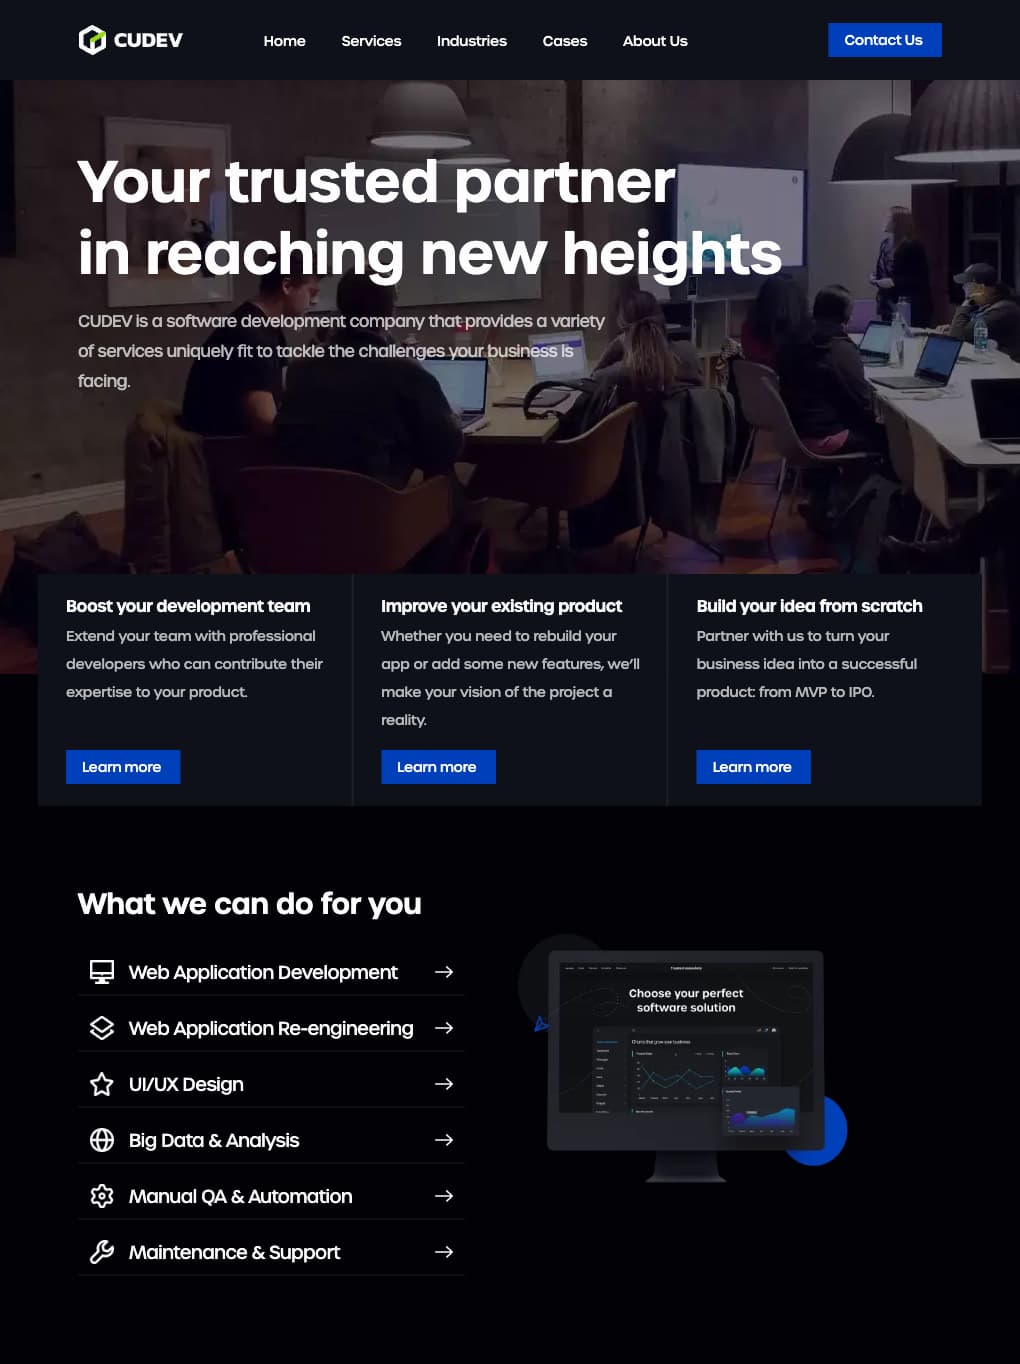 CUDEV
Home
Services
Industries
Cases
About Us
Contact Us
Your trusted partner
in reaching new heights
CUDEV is a software development company that provides a variety
of services uniquely fit to tackle the challenges your business is
facing.
Boost your development team
Extend your team with professional
developers who can contribute their
expertise to your product.
Learn more
Improve your existing product
Whether you need to rebuild your
app or add some new features, we’ll
make your vision of the project a
reality.
Learn more
Build your idea from scratch
Partner with us to turn your
business idea into a successful
product: from MVP to IPO.
Learn more
What we can do for you
Web Application Development
Web Application Re-engineering
UI/UX Design
Big Data & Analysis
Manual QA & Automation
Maintenance & Support
Choose your perfect
software solution
Charts that grow your business